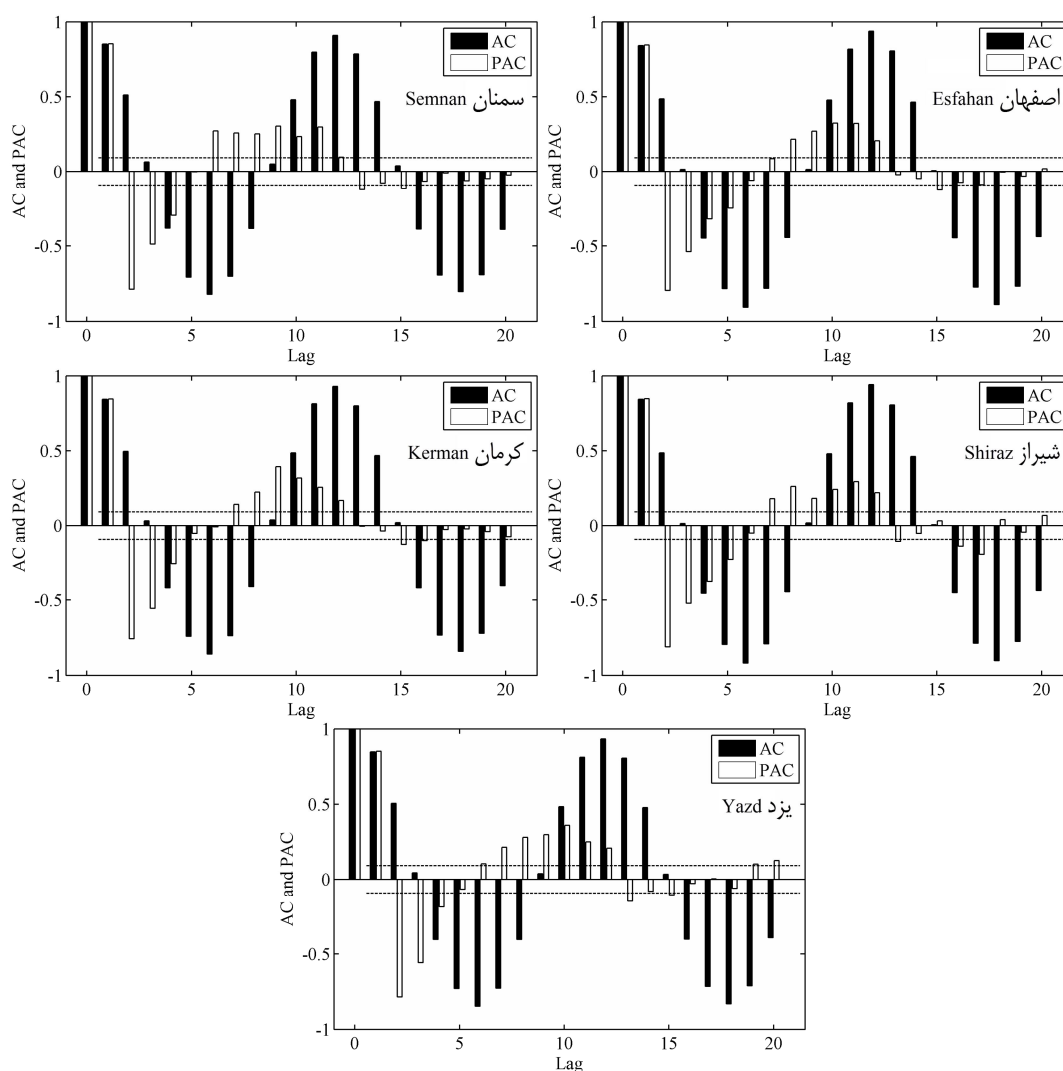 AC
PAC
Semnan سمنان
AC and PAC
1
0.5
0
-0.5
-1
0
5
10
15
20
Lag
AC
PAC
Esfahan اصفهان
AC and PAC
1
0.5
0
-0.5
-1
0
5
10
15
20
Lag
AC
PAC
Kerman کرمان
AC and PAC
1
0.5
0
-0.5
-1
0
5
10
15
20
Lag
AC
PAC
Shiraz شیراز
AC and PAC
1
0.5
0
-0.5
-1
0
5
10
15
20
Lag
AC
PAC
Yazd یزد
AC and PAC
1
0.5
0
-0.5
-1
0
5
10
15
20
Lag